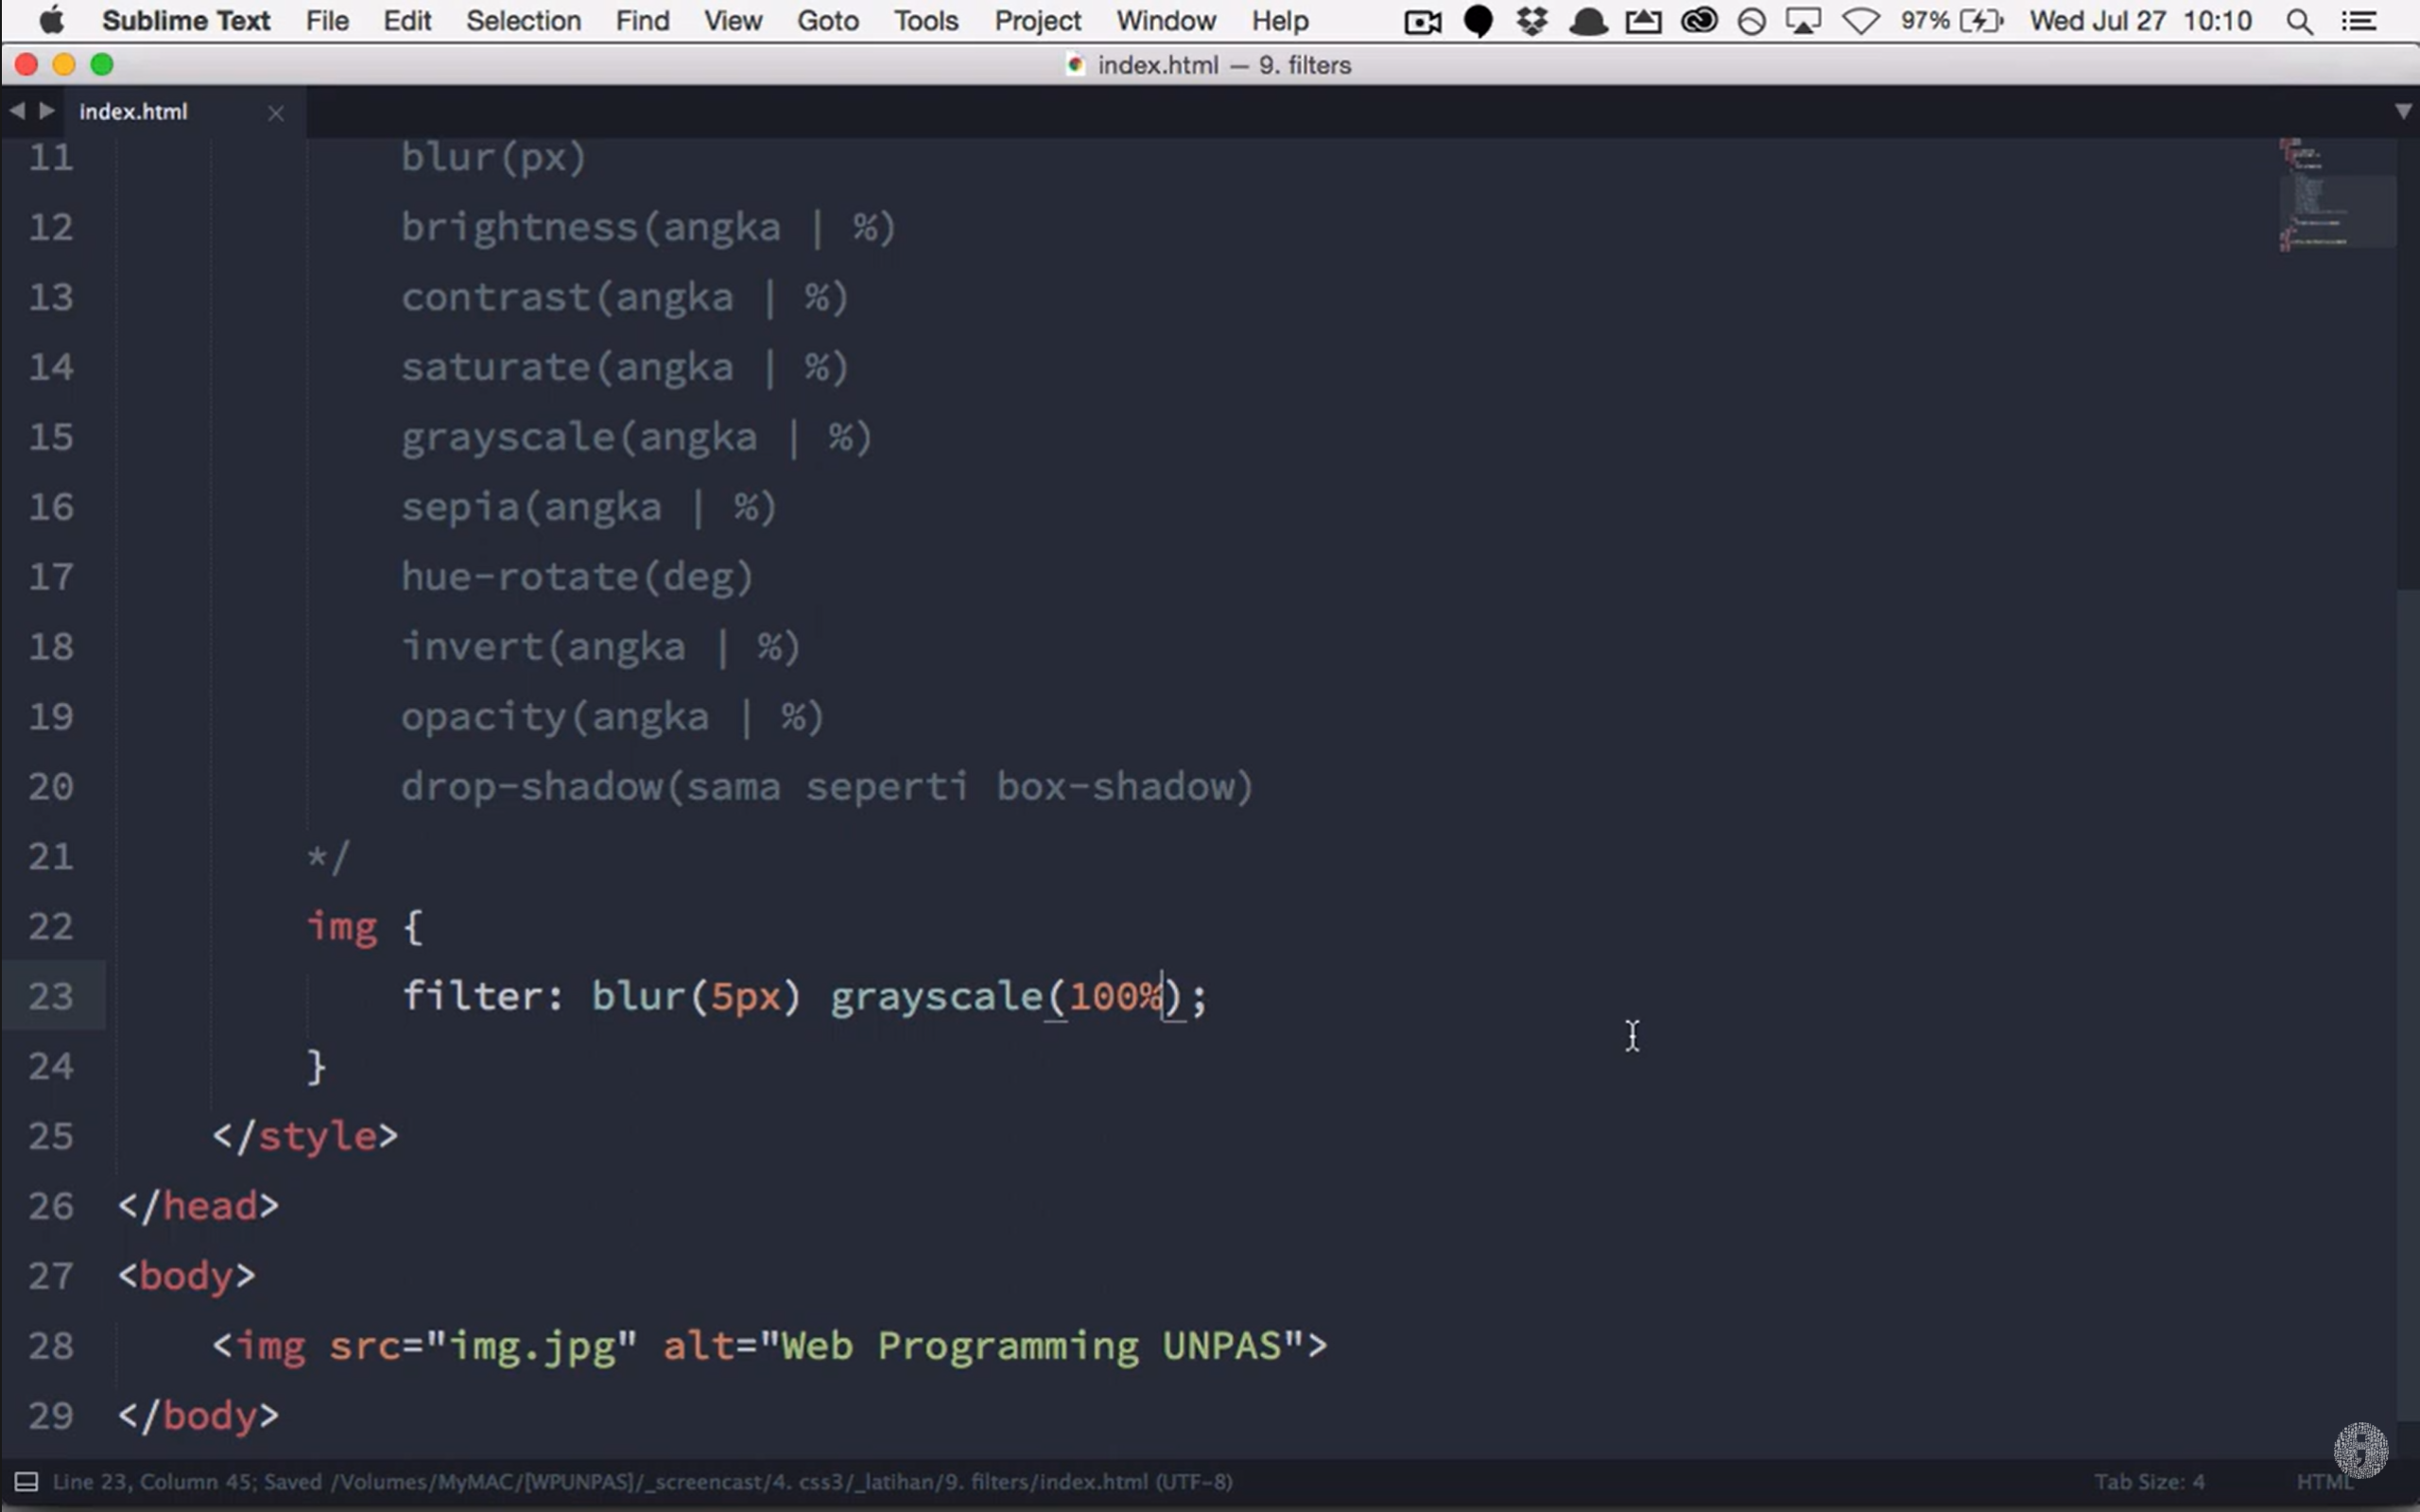 Sublime Text File Edit Selection Find View Goto Tools Project Window Help 97% Wed Jul 27 10:10
index.html — 9. filters
index.html
11 blur(px)
12 brightness(angka | %)
13 contrast(angka | %)
14 saturate(angka | %)
15 grayscale(angka | %)
16 sepia(angka | %)
17 hue-rotate(deg)
18 invert(angka | %)
19 opacity(angka | %)
20 drop-shadow(sama seperti box-shadow)
21 */
22 img {
23 filter: blur(5px) grayscale(100%);
24 }
25 </style>
26 </head>
27 <body>
28 <img src="img.jpg" alt="Web Programming UNPAS">
29 </body>
Line 23, Column 45; Saved /Volumes/MyMAC/[WPUNPAS]/_screencast/4. css3/_latihan/9. filters/index.html (UTF-8) Tab Size: 4 HTML